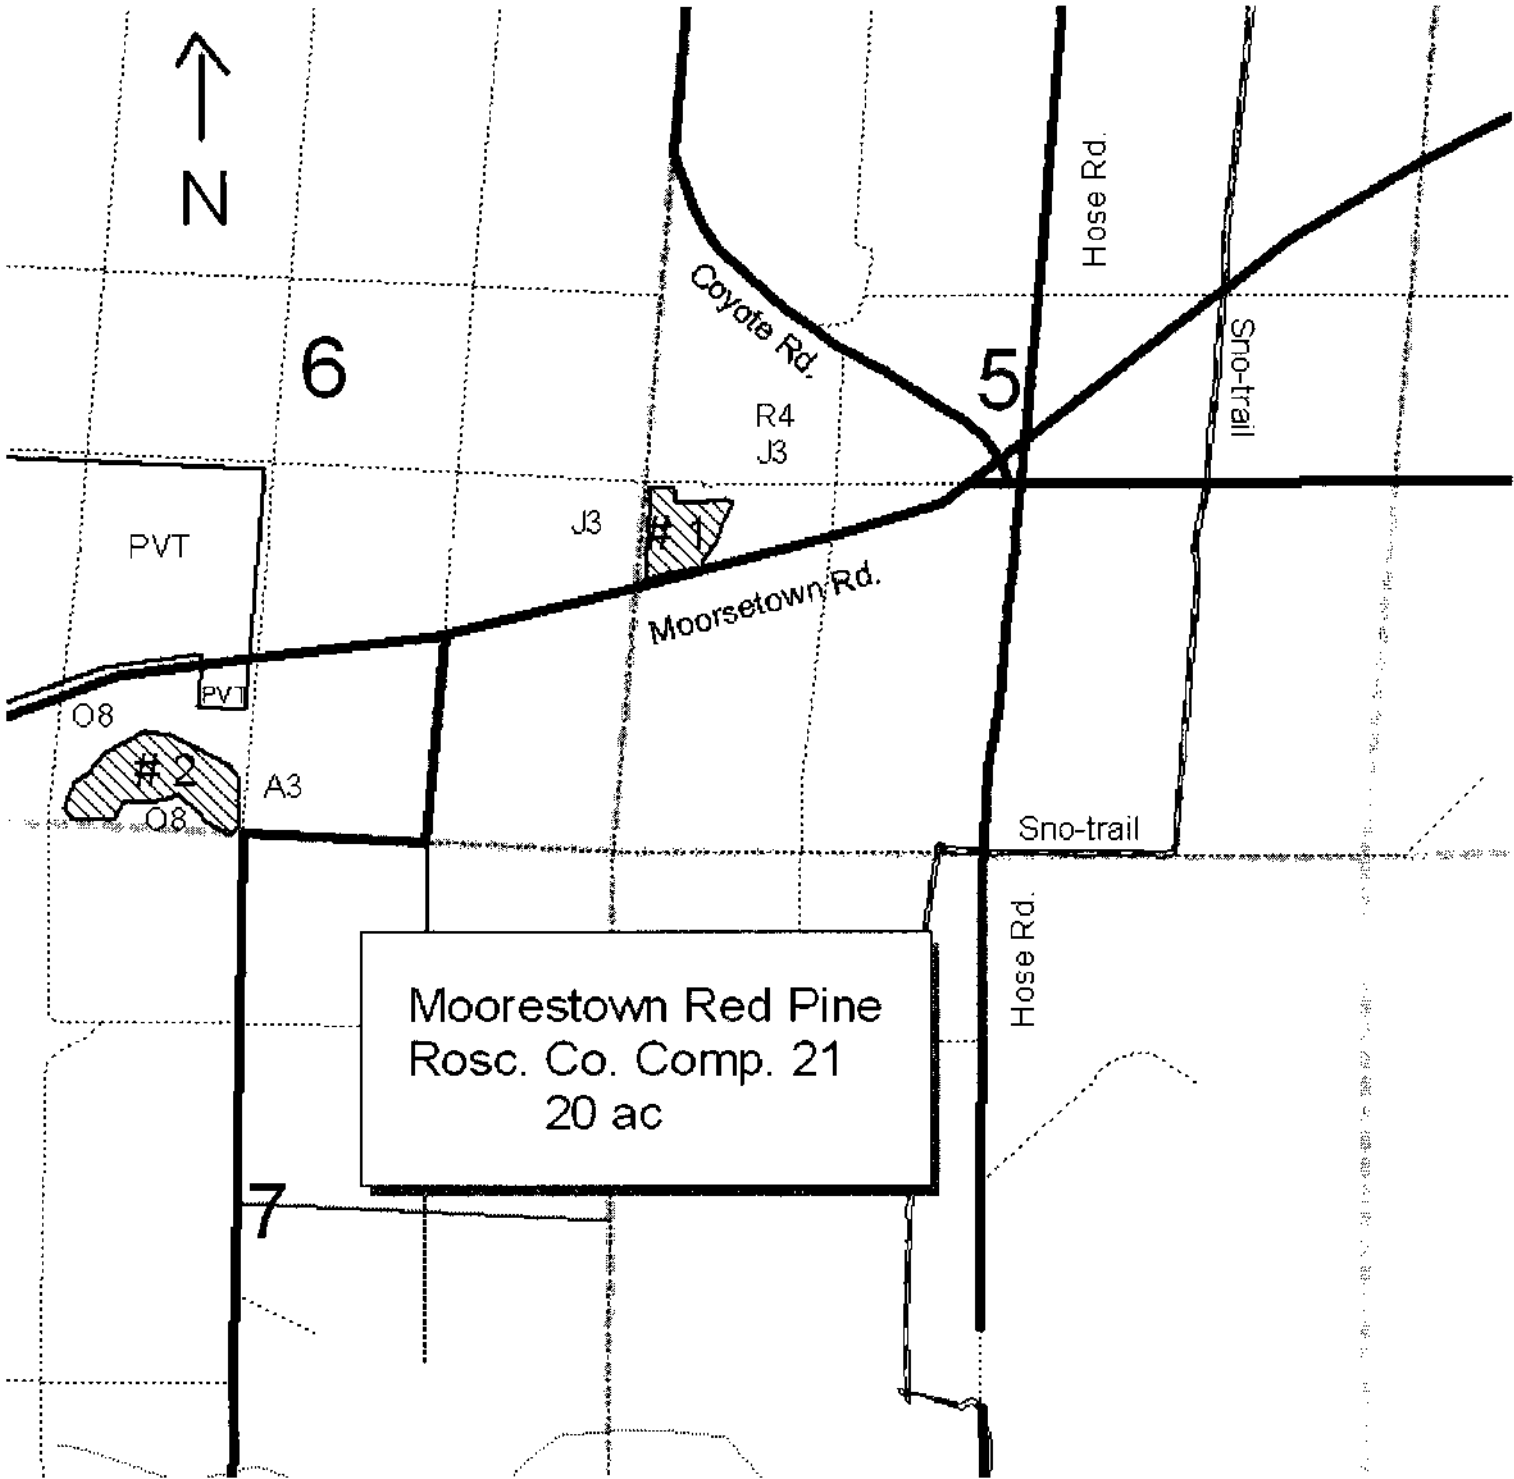 N
Hose Rd.
Coyote Rd.
Sno-trail
6
5
R4
J3
J3
# 1
PVT
Moorsetown Rd.
PVT
O8
# 2
A3
O8
Sno-trail
Hose Rd.
Moorestown Red Pine
Rosc. Co. Comp. 21
20 ac
7